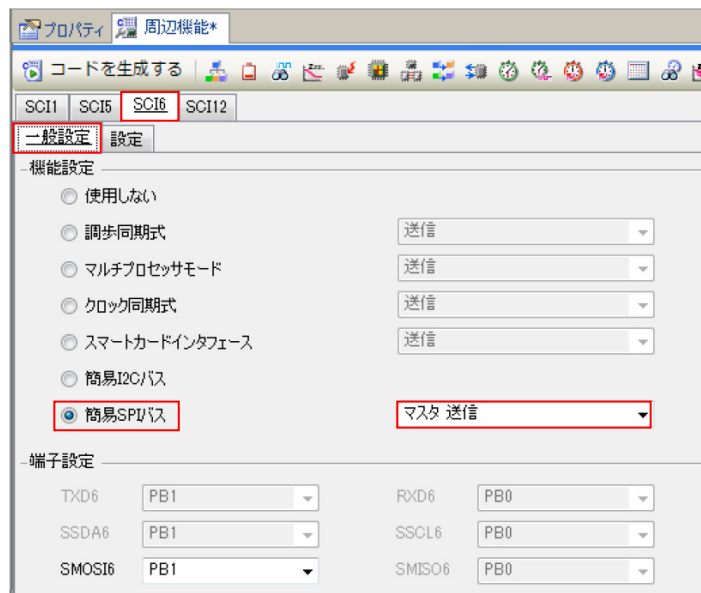 プロパティ 周辺機能*
コードを生成する
SCI1 SCI5 SCI6 SCI12
一般設定 設定
機能設定
使用しない
調歩同期式 送信
マルチプロセッサモード 送信
クロック同期式 送信
スマートカードインタフェース 送信
簡易I2Cバス
簡易SPIバス マスタ 送信
端子設定
TXD6 PB1 RXD6 PB0
SSDA6 PB1 SSCL6 PB0
SMOSI6 PB1 SMISO6 PB0